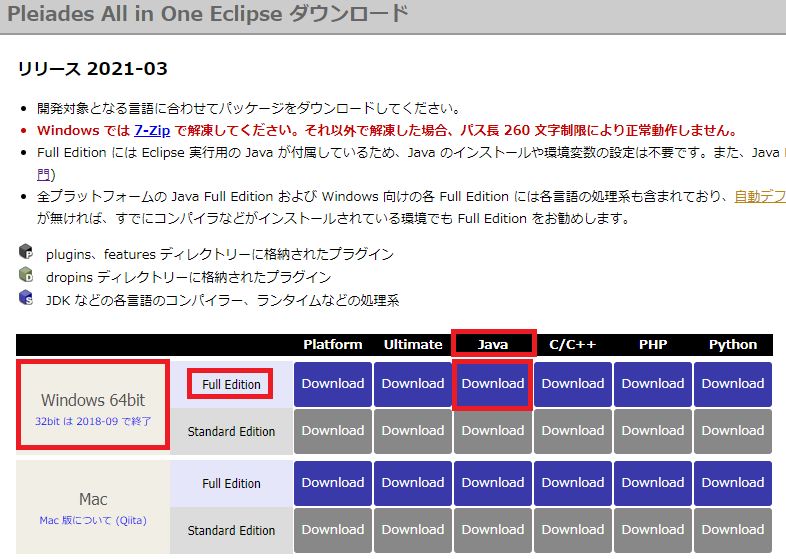 Pleiades All in One Eclipse ダウンロード
リリース 2021-03
開発対象となる言語に合わせてパッケージをダウンロードしてください。
Windows では 7-Zip で解凍してください。それ以外で解凍した場合、パス長 260 文字制限により正常動作しません。
Full Edition には Eclipse 実行用の Java が付属しているため、Java のインストールや環境変数の設定は不要です。また、Java
門)
全プラットフォームの Java Full Edition および Windows 向けの各 Full Edition には各言語の処理系も含まれており、自動デフ
が無ければ、すでにコンパイラなどがインストールされている環境でも Full Edition をお勧めします。
P plugins、features ディレクトリーに格納されたプラグイン
D dropins ディレクトリーに格納されたプラグイン
S JDK などの各言語のコンパイラー、ランタイムなどの処理系
Platform Ultimate Java C/C++ PHP Python
Windows 64bit
32bit は 2018-09 で終了
Full Edition Download Download Download Download Download Download
Standard Edition Download Download Download Download Download Download
Mac
Mac 版について (Qiita)
Full Edition Download Download Download Download Download Download
Standard Edition Download Download Download Download Download Download